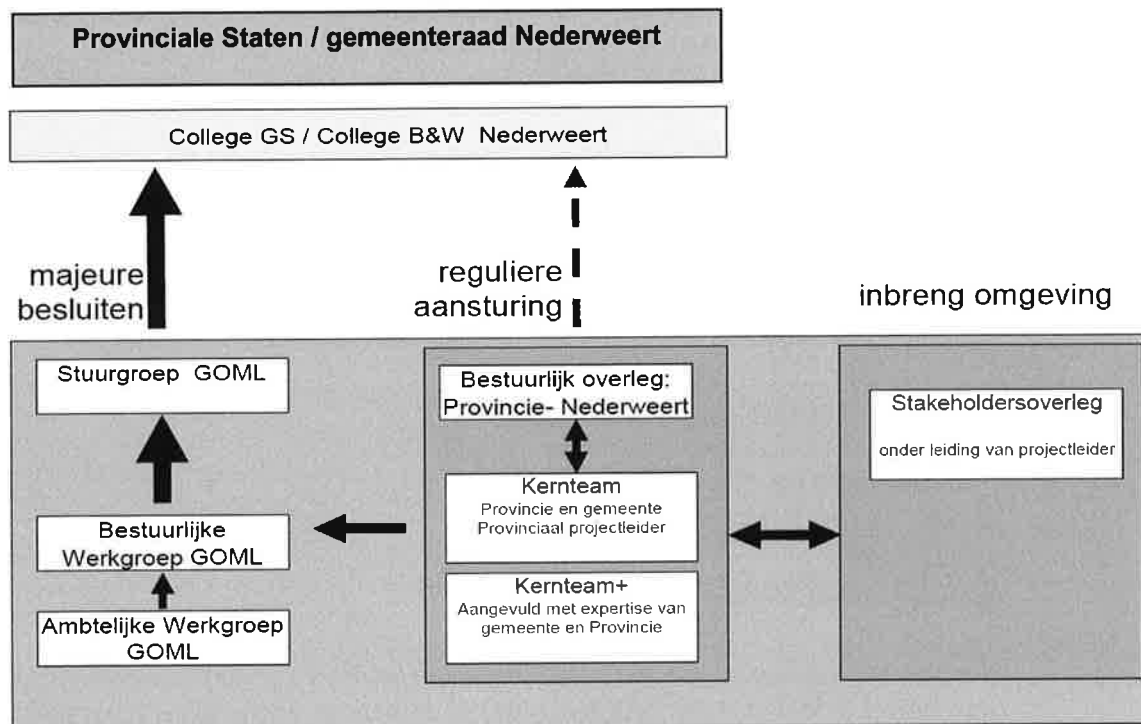 Provinciale Staten / gemeenteraad Nederweert
College GS / College B&W Nederweert
majeure
besluiten
reguliere
aansturing
inbreng omgeving
Stuurgroep GOML
Bestuurlijke
Werkgroep GOML
Ambtelijke Werkgroep
GOML
Bestuurlijk overleg:
Provincie- Nederweert
Kernteam
Provincie en gemeente
Provinciaal projectleider
Kernteam+
Aangevuld met expertise van
gemeente en Provincie
Stakeholdersoverleg
onder leiding van projectleider